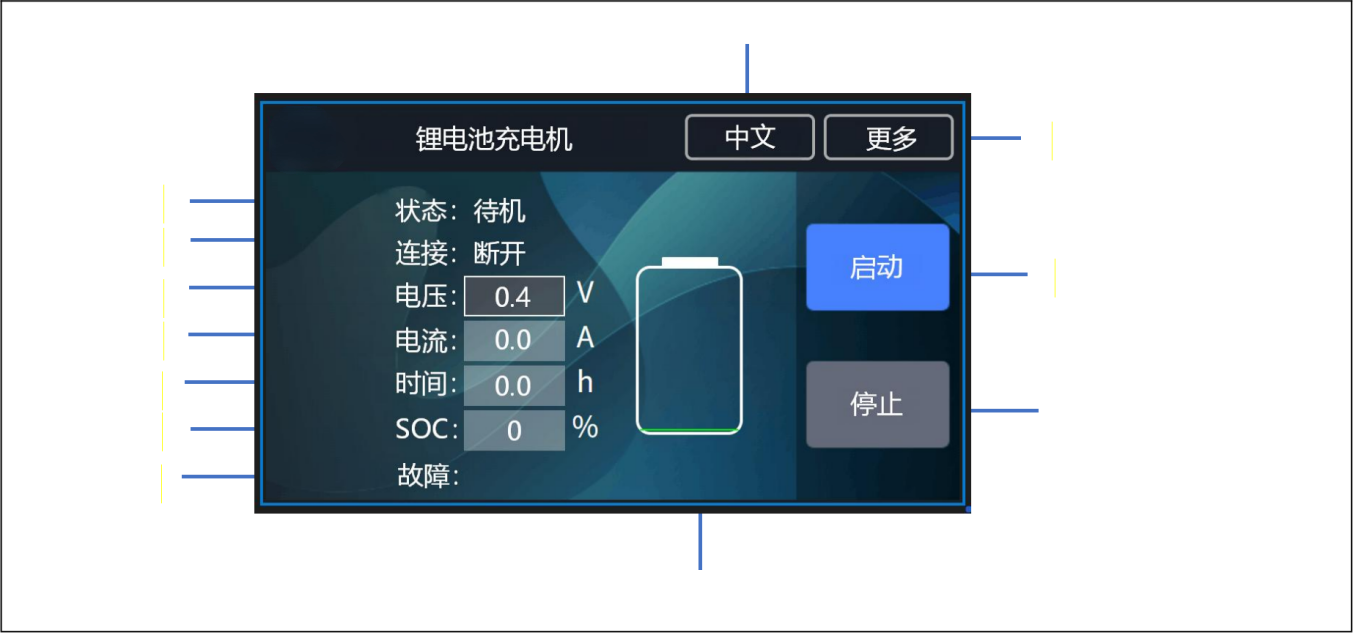 锂电池充电机 中文 更多
状态：待机
连接：断开
电压： 0.4 V
电流： 0.0 A
时间： 0.0 h
SOC： 0 %
故障：
启动
停止